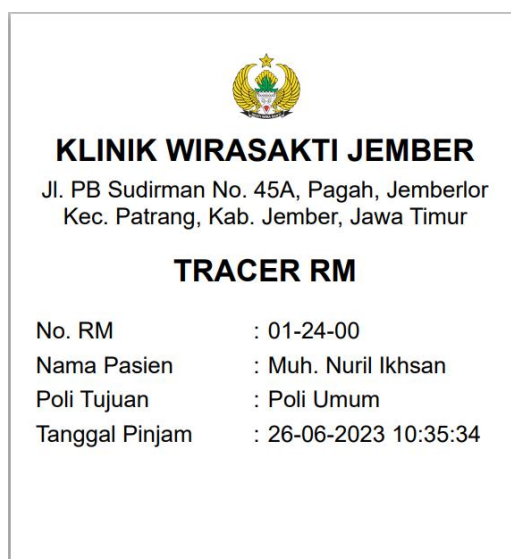 KLINIK WIRASAKTI JEMBER
Jl. PB Sudirman No. 45A, Pagah, Jemberlor
Kec. Patrang, Kab. Jember, Jawa Timur
TRACER RM
No. RM : 01-24-00
Nama Pasien : Muh. Nuril Ikhsan
Poli Tujuan : Poli Umum
Tanggal Pinjam : 26-06-2023 10:35:34